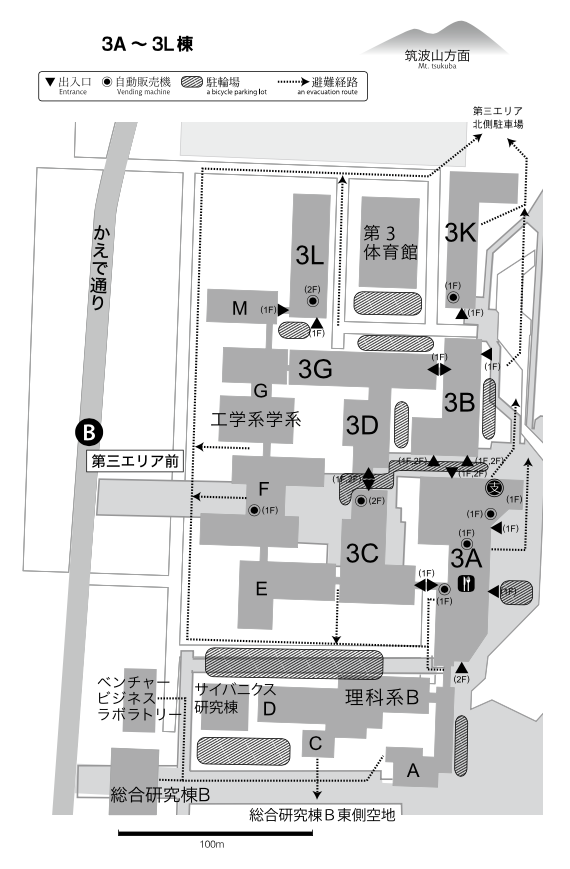 3A ～ 3L棟
筑波山方面
Mt. tsukuba
出入口
Entrance
自動販売機
Vending machine
駐輪場
a bicycle parking lot
避難経路
an evacuation route
第三エリア
北側駐車場
かえで通り
3K
第3
体育館
3L
(2F)
(1F)
M
(1F)
(1F)
(1F)
3G
(1F)
(1F)
G
工学系学系
3D
3B
B
第三エリア前
(1F,2F)
(1F,2F)
(1F,2F)
(1F,2F)
F
(1F)
(2F)
支
(1F)
(1F)
(1F)
3C
(1F)
3A
E
(1F)
(1F)
(1F)
(2F)
ベンチャー
ビジネス
ラボラトリー
サイバニクス
研究棟
D
理科系B
C
A
総合研究棟B
総合研究棟B東側空地
100m